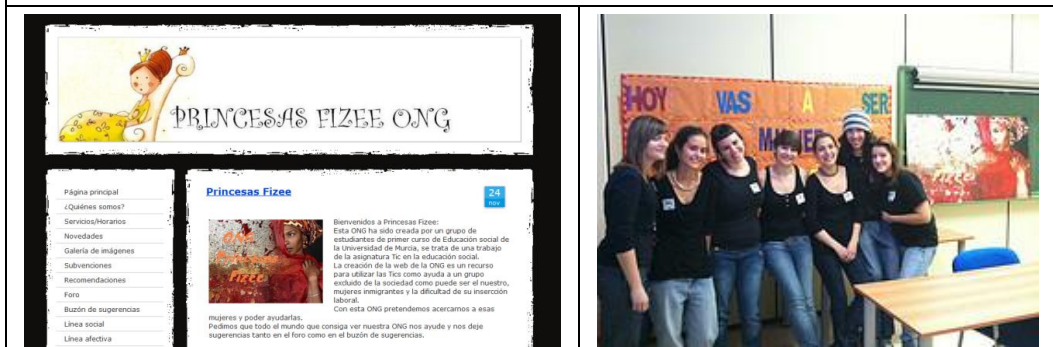 PRINCESAS FIZEE ONG
Página principal
¿Quiénes somos?
Servicios/Horarios
Novedades
Galería de imágenes
Subvenciones
Recomendaciones
Foro
Buzón de sugerencias
Línea social
Línea afectiva
Princesas Fizee
24
nov
ONG
FIZEE
Bienvenidos a Princesas Fizee:
Esta ONG ha sido creada por un grupo de
estudiantes de primer curso de Educación social de
la Universidad de Murcia, se trata de una trabajo
de la asignatura Tic en la educación social.
La creación de la web de la ONG es un recurso
para utilizar las Tics como ayuda a un grupo
excluido de la sociedad como puede ser el nuestro,
mujeres inmigrantes y la dificultad de su insercción
laboral.
Con esta ONG pretendemos acercarnos a esas
mujeres y poder ayudarlas.
Pedimos que todo el mundo que consiga ver nuestra ONG nos ayude y nos deje
sugerencias tanto en el foro como en el buzón de sugerencias.
HOY VAS A SER
MUJER